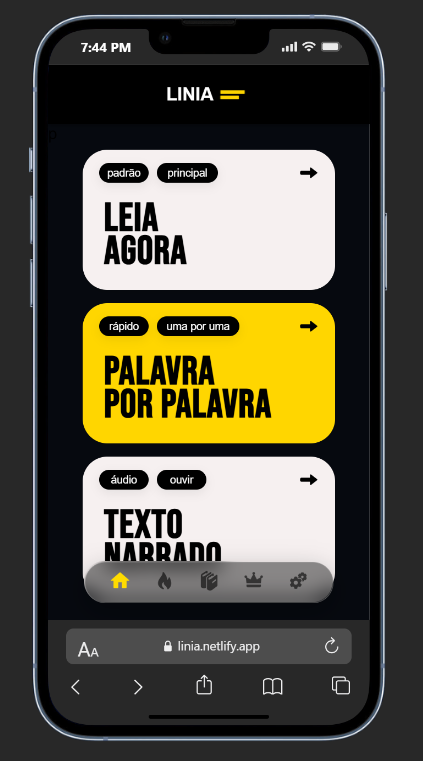 7:44 PM
LINIA
padrão principal
LEIA
AGORA
rápido uma por uma
PALAVRA
POR PALAVRA
áudio ouvir
TEXTO
NARRADO
AA linia.netlify.app